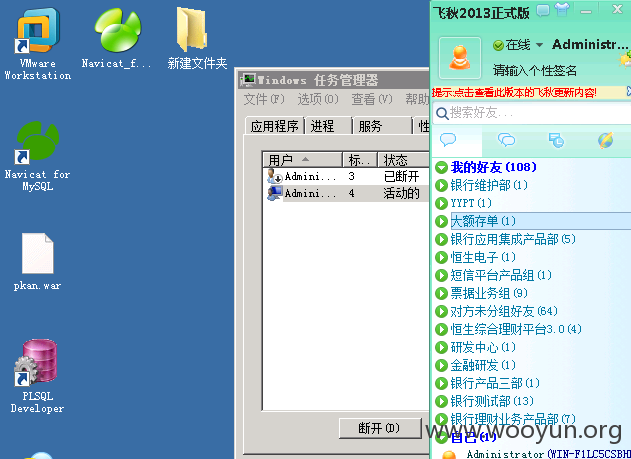 VMware
Workstation
Navicat_f...
新建文件夹
Navicat for
MySQL
pkan.war
PLSQL
Developer
Windows 任务管理器
文件(F) 选项(O) 查看(V) 帮助
应用程序 进程 服务 性
用户 标.. 状态
Admini... 3 已断开
Admini... 4 活动的
断开(D)
飞秋2013正式版
在线 Administr...
请输入个性签名
提示:点击查看此版本的飞秋更新内容!
搜索好友...
我的好友(108)
银行维护部(1)
YYPT(1)
大额存单(1)
银行应用集成产品部(5)
恒生电子(1)
短信平台产品组(1)
票据业务组(9)
对方未分组好友(64)
恒生综合理财平台3.0(4)
研发中心(1)
金融研发(1)
银行产品三部(1)
银行测试部(13)
银行理财业务产品部(7)
自己(1)
Administrator(WIN-F1LC5CSBH
www.wooyun.org